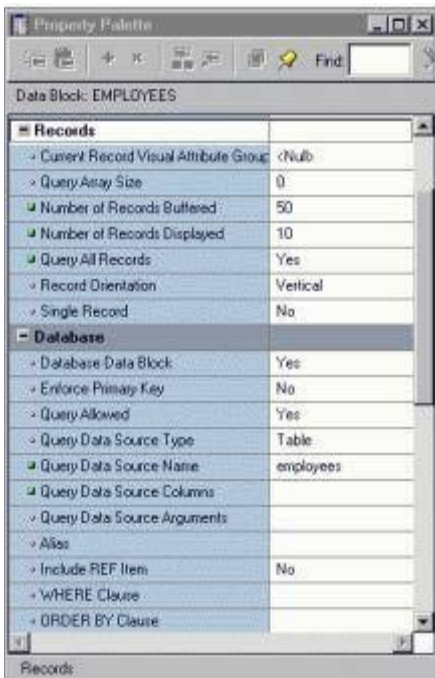 Property Palette
Find:
Data Block: EMPLOYEES
Records
Current Record Visual Attribute Group <Null>
Query Array Size 0
Number of Records Buffered 50
Number of Records Displayed 10
Query All Records Yes
Record Orientation Vertical
Single Record No
Database
Database Data Block Yes
Enforce Primary Key No
Query Allowed Yes
Query Data Source Type Table
Query Data Source Name employees
Query Data Source Columns
Query Data Source Arguments
Alias
Include REF Item No
WHERE Clause
ORDER BY Clause
Records